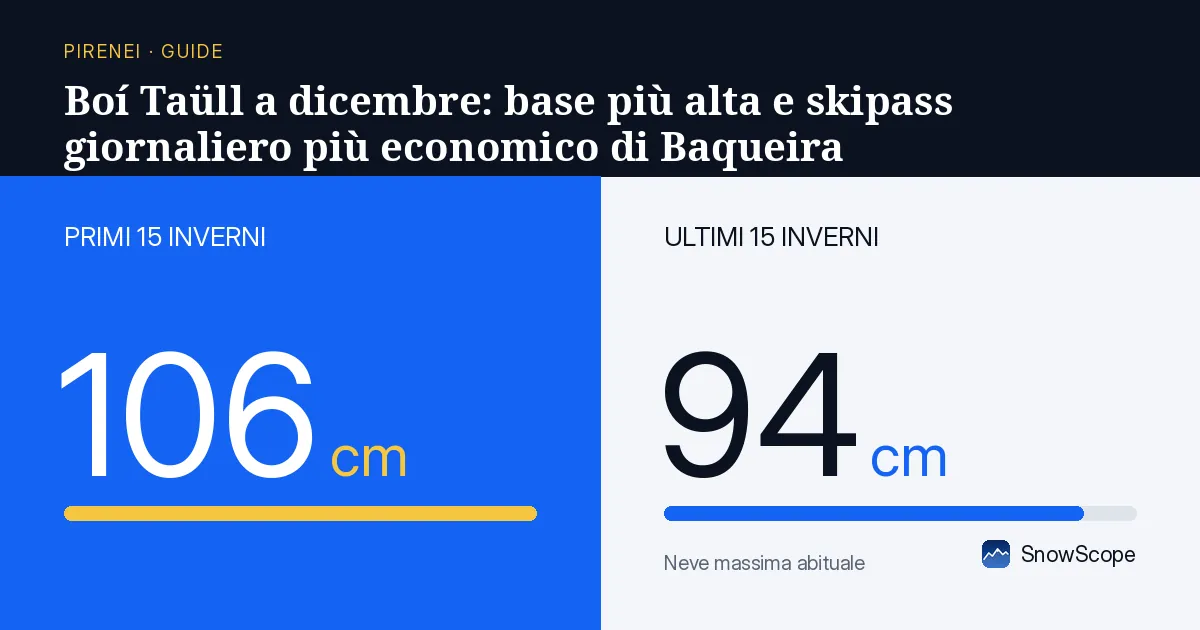 PIRENEI · GUIDE
Boí Taüll a dicembre: base più alta e skipass
giornaliero più economico di Baqueira
PRIMI 15 INVERNI
106 cm
ULTIMI 15 INVERNI
94 cm
Neve massima abituale
SnowScope